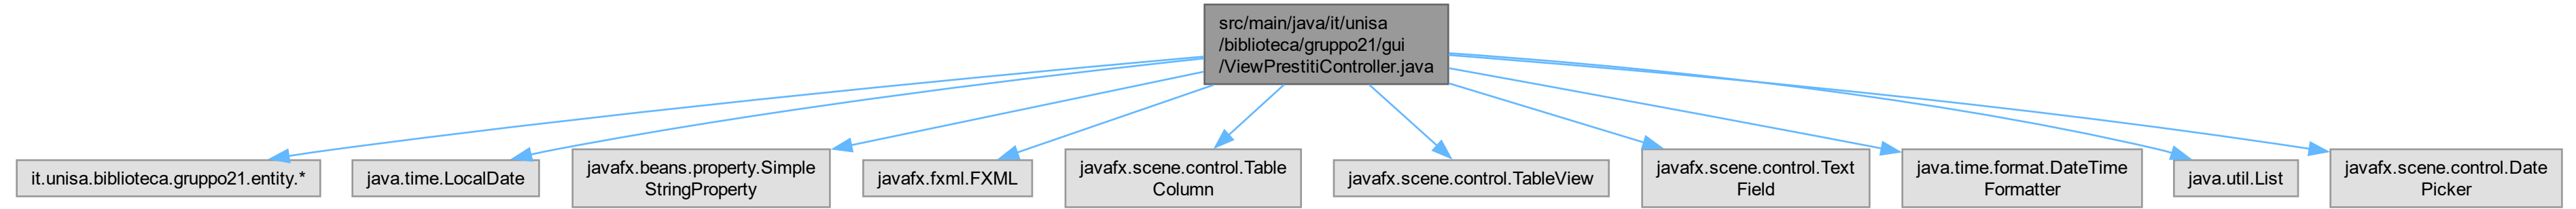 src/main/java/it/unisa
/biblioteca/gruppo21/gui
/ViewPrestitiController.java
it.unisa.biblioteca.gruppo21.entity.*
java.time.LocalDate
javafx.beans.property.Simple
StringProperty
javafx.fxml.FXML
javafx.scene.control.Table
Column
javafx.scene.control.TableView
javafx.scene.control.Text
Field
java.time.format.DateTime
Formatter
java.util.List
javafx.scene.control.Date
Picker